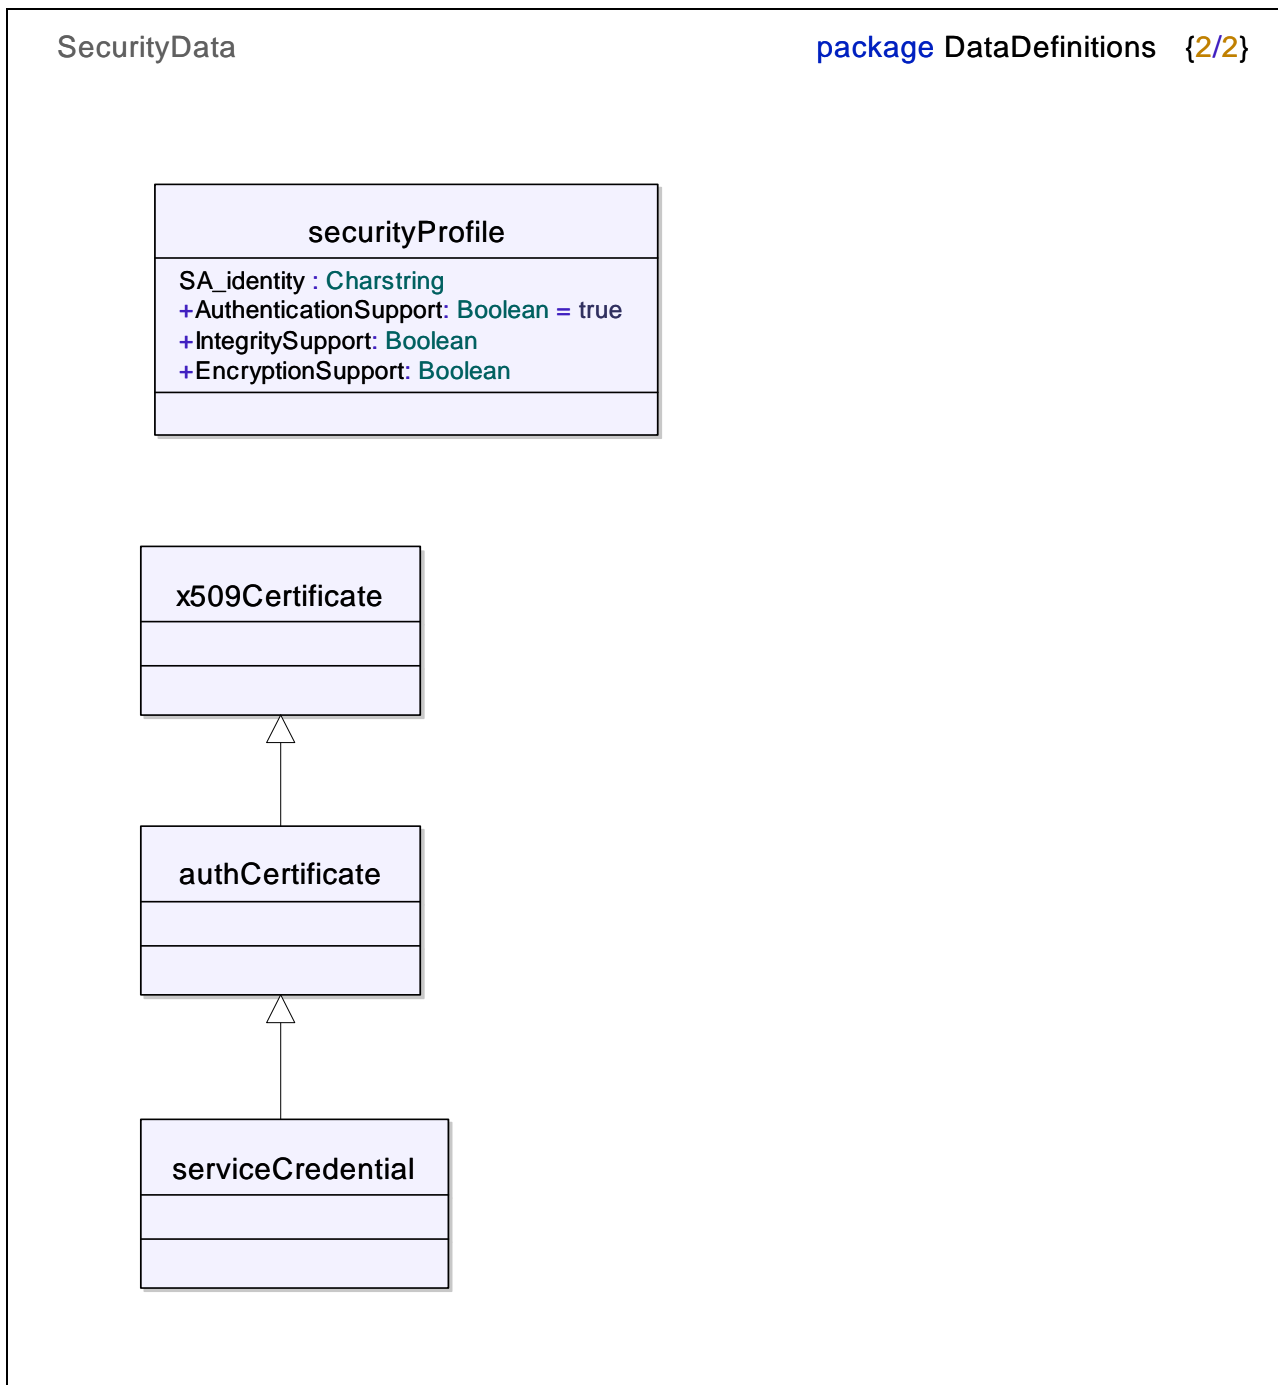 SecurityData
package DataDefinitions {2/2}
securityProfile
SA_identity : Charstring
+AuthenticationSupport: Boolean = true
+IntegritySupport: Boolean
+EncryptionSupport: Boolean
x509Certificate
authCertificate
serviceCredential